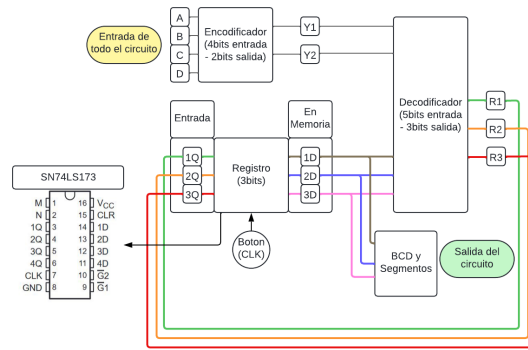 Entrada de
todo el circuito
A
B
C
D
Encodificador
(4bits entrada
- 2bits salida)
Y1
Y2
Decodificador
(5bits entrada
- 3bits salida)
R1
R2
R3
Entrada
En
Memoria
1Q
2Q
3Q
Registro
(3bits)
1D
2D
3D
Boton
(CLK)
BCD y
Segmentos
Salida del
circuito
SN74LS173
M 1 16 VCC
N 2 15 CLR
1Q 3 14 1D
2Q 4 13 2D
3Q 5 12 3D
4Q 6 11 4D
CLK 7 10 G̅2
GND 8 9 G̅1